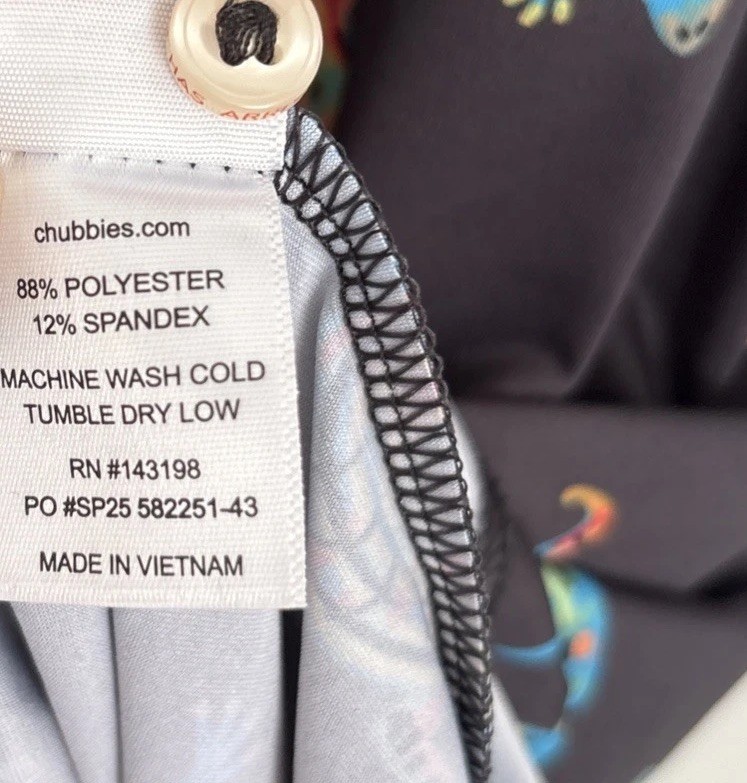 chubbies.com
88% POLYESTER
12% SPANDEX
MACHINE WASH COLD
TUMBLE DRY LOW
RN #143198
PO #SP25 582251-43
MADE IN VIETNAM